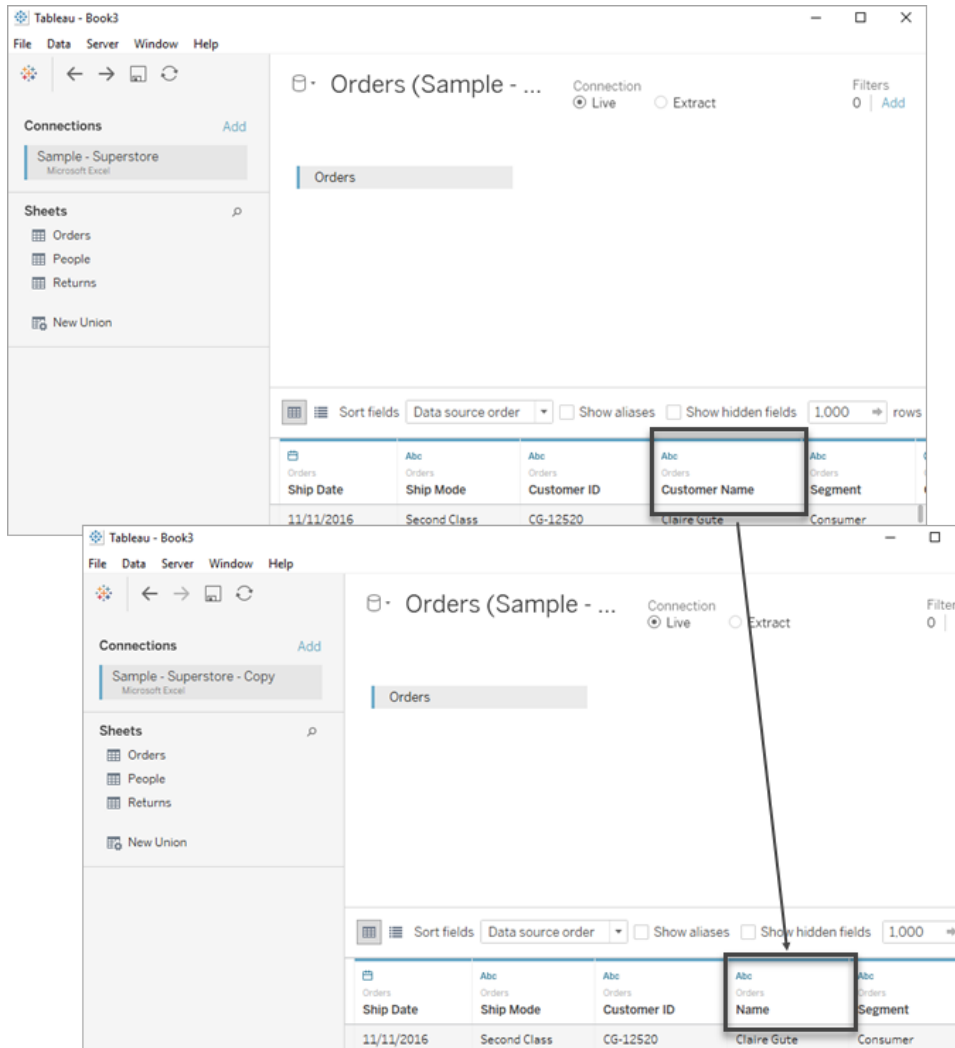 Tableau - Book3
File Data Server Window Help
Orders (Sample - ...
Connection
Live Extract
Filters
0 Add
Connections Add
Sample - Superstore
Microsoft Excel
Orders
Sheets
Orders
People
Returns
New Union
Sort fields Data source order Show aliases Show hidden fields 1,000 rows
Abc Abc Abc Abc
Orders Orders Orders Orders Orders
Ship Date Ship Mode Customer ID Customer Name Segment
11/11/2016 Second Class CG-12520 Claire Gute Consumer
Tableau - Book3
File Data Server Window Help
Orders (Sample - ...
Connection
Live Extract
Filter
0
Connections Add
Sample - Superstore - Copy
Microsoft Excel
Orders
Sheets
Orders
People
Returns
New Union
Sort fields Data source order Show aliases Show hidden fields 1,000
Abc Abc Abc Abc
Orders Orders Orders Orders Orders
Ship Date Ship Mode Customer ID Name Segment
11/11/2016 Second Class CG-12520 Claire Gute Consumer